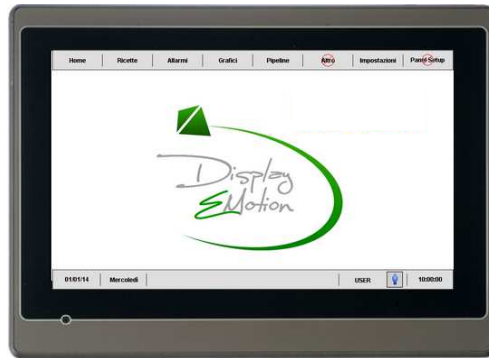 Home Ricette Allarmi Grafici Pipeline Altro Impostazioni Panel Setup
Display
EMotion
01/01/14 Mercoledì USER 10:00:00